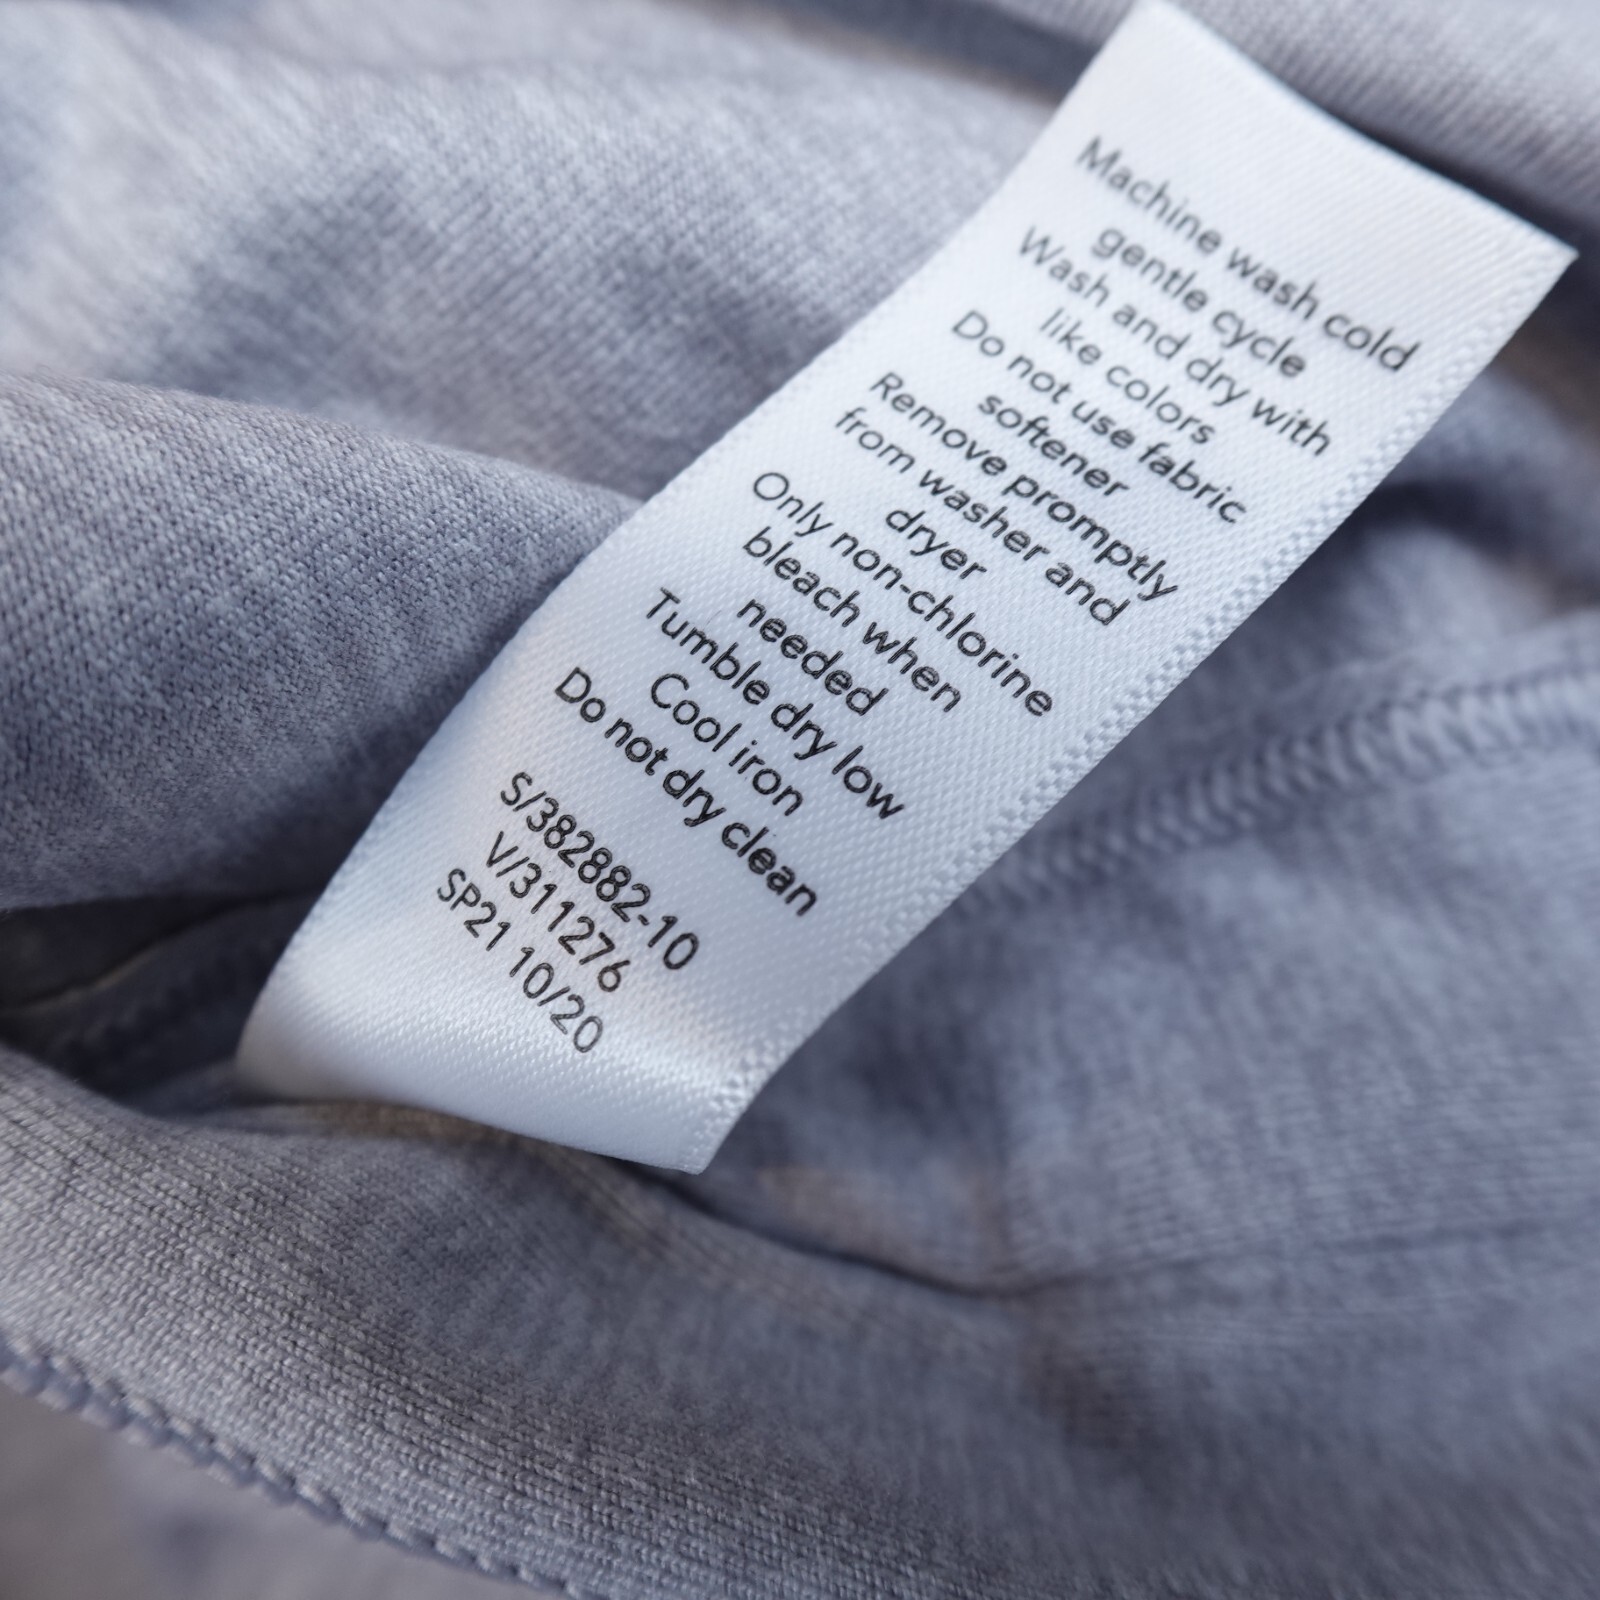 Machine wash cold
gentle cycle
Wash and dry with
like colors
Do not use fabric
softener
Remove promptly
from washer and
dryer
Only non-chlorine
bleach when
needed
Tumble dry low
Cool iron
Do not dry clean
S/382882-10
V/311276
SP21 10/20